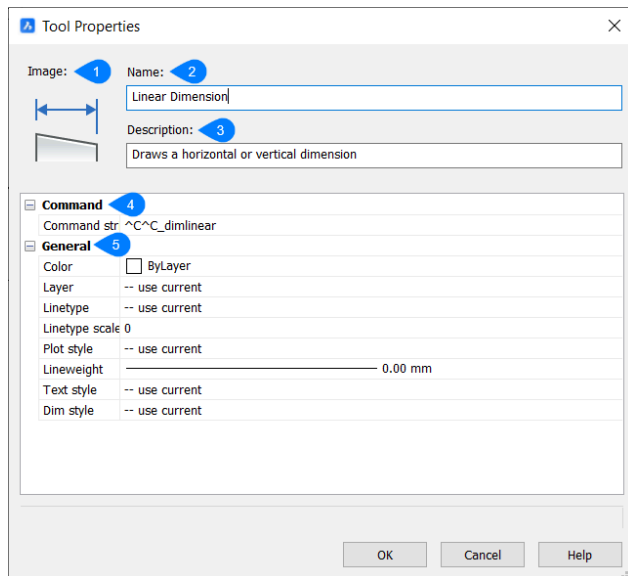 Tool Properties
Image: 1 Name: 2
Linear Dimension
Description: 3
Draws a horizontal or vertical dimension
Command 4
Command str ^C^C_dimlinear
General 5
Color ByLayer
Layer -- use current
Linetype -- use current
Linetype scale 0
Plot style -- use current
Lineweight 0.00 mm
Text style -- use current
Dim style -- use current
OK Cancel Help